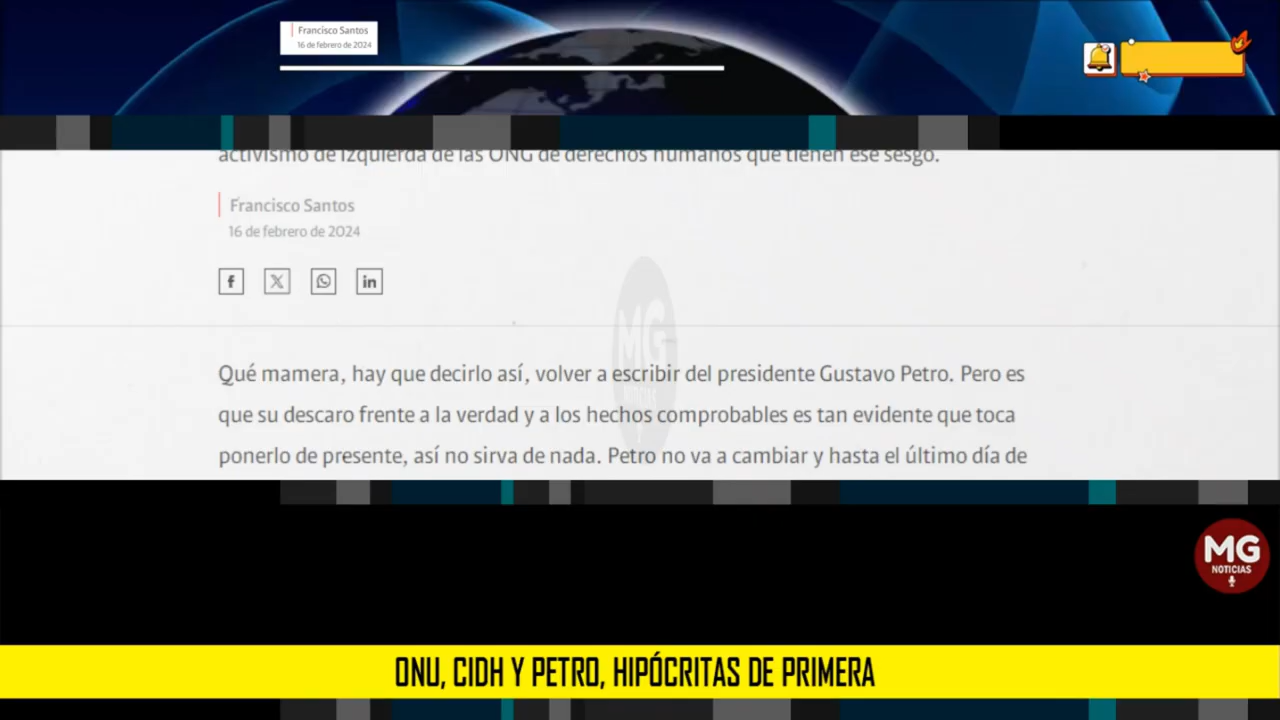 Francisco Santos
16 de febrero de 2024
activismo de izquierda de las ONG de derechos humanos que tienen ese sesgo.
Francisco Santos
16 de febrero de 2024
Qué mamera, hay que decirlo así, volver a escribir del presidente Gustavo Petro. Pero es
que su descaro frente a la verdad y a los hechos comprobables es tan evidente que toca
ponerlo de presente, así no sirva de nada. Petro no va a cambiar y hasta el último día de
MG
NOTICIAS
MG
NOTICIAS
ONU, CIDH Y PETRO, HIPÓCRITAS DE PRIMERA